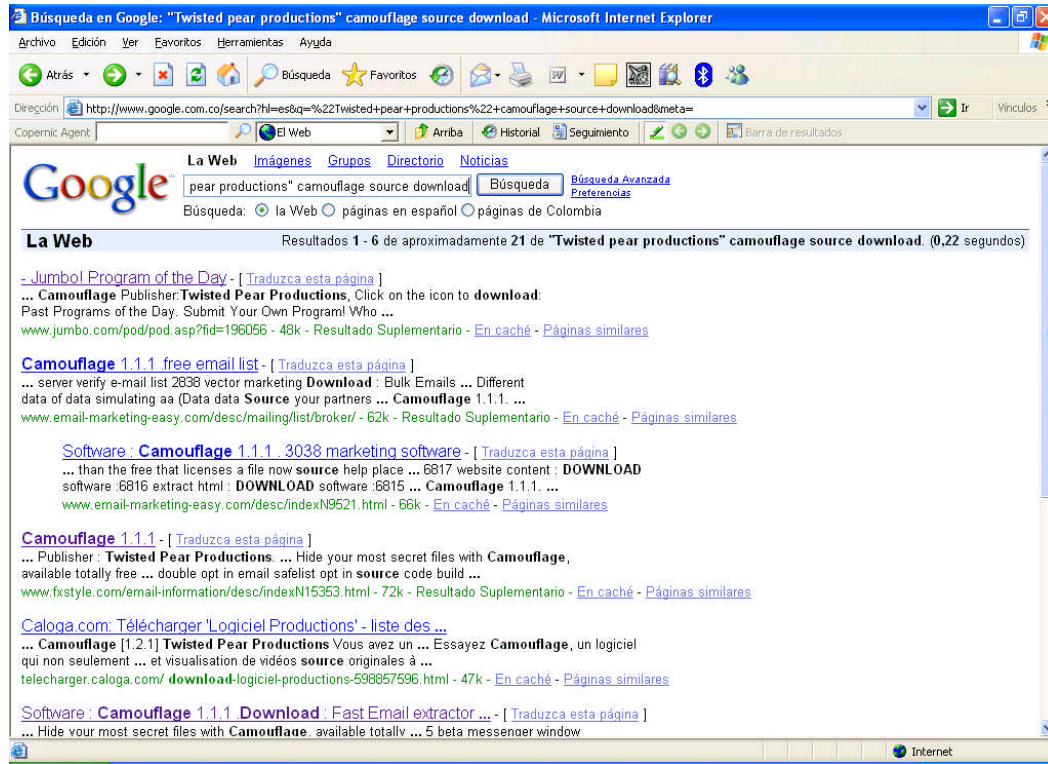 Búsqueda en Google: "Twisted pear productions" camouflage source download - Microsoft Internet Explorer
Archivo Edición Ver Favoritos Herramientas Ayuda
Atrás Búsqueda Favoritos
Dirección http://www.google.com.co/search?hl=es&q=%22Twisted+pear+productions%22+camouflage+source+download&meta= Ir Vínculos
Copernic Agent El Web Arriba Historial Seguimiento Barra de resultados
La Web Imágenes Grupos Directorio Noticias
Google
pear productions" camouflage source download Búsqueda Búsqueda Avanzada
Preferencias
Búsqueda: la Web páginas en español páginas de Colombia
La Web Resultados 1 - 6 de aproximadamente 21 de "Twisted pear productions" camouflage source download. (0,22 segundos)
- Jumbo! Program of the Day - [ Traduzca esta página ]
... Camouflage Publisher:Twisted Pear Productions, Click on the icon to download:
Past Programs of the Day. Submit Your Own Program! Who ...
www.jumbo.com/pod/pod.asp?fid=196056 - 48k - Resultado Suplementario - En caché - Páginas similares
Camouflage 1.1.1 .free email list - [ Traduzca esta página ]
... server verify e-mail list 2838 vector marketing Download : Bulk Emails ... Different
data of data simulating aa (Data data Source your partners ... Camouflage 1.1.1. ...
www.email-marketing-easy.com/desc/mailing/list/broker/ - 62k - Resultado Suplementario - En caché - Páginas similares
Software : Camouflage 1.1.1 . 3038 marketing software - [ Traduzca esta página ]
... than the free that licenses a file now source help place ... 6817 website content : DOWNLOAD
software :6816 extract html : DOWNLOAD software :6815 ... Camouflage 1.1.1. ...
www.email-marketing-easy.com/desc/indexN9521.html - 66k - En caché - Páginas similares
Camouflage 1.1.1 - [ Traduzca esta página ]
... Publisher : Twisted Pear Productions. ... Hide your most secret files with Camouflage,
available totally free ... double opt in email safelist opt in source code build ...
www.fxstyle.com/email-information/desc/indexN15353.html - 72k - Resultado Suplementario - En caché - Páginas similares
Caloga.com: Télécharger 'Logiciel Productions' - liste des ...
... Camouflage [1.2.1] Twisted Pear Productions Vous avez un ... Essayez Camouflage, un logiciel
qui non seulement ... et visualisation de vidéos source originales à ...
telecharger.caloga.com/ download-logiciel-productions-598857596.html - 47k - En caché - Páginas similares
Software : Camouflage 1.1.1 .Download : Fast Email extractor ... - [ Traduzca esta página ]
... Hide your most secret files with Camouflage, available totally ... 5 beta messenger window
Internet